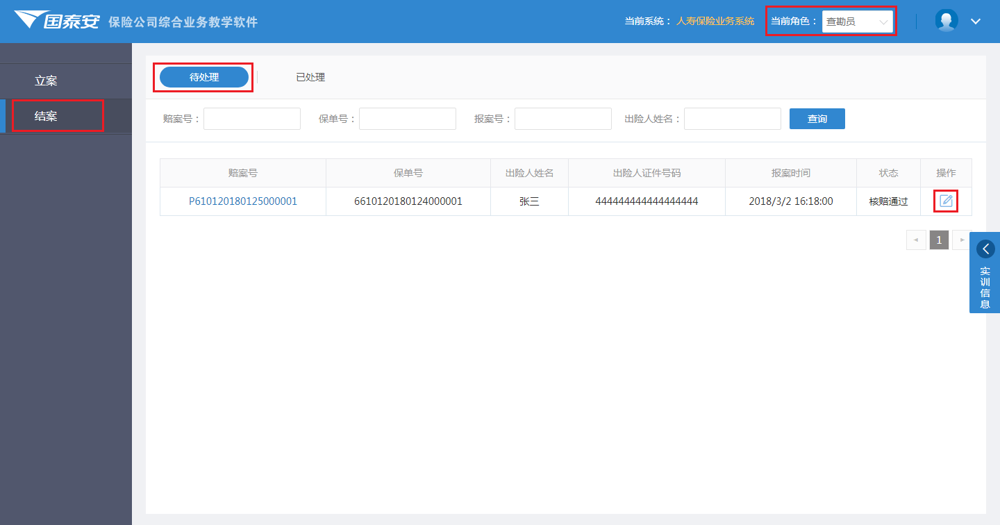 国泰安 保险公司综合业务教学软件 当前系统： 人寿保险业务系统 当前角色： 查勘员
立案
结案
待处理 已处理
赔案号： 保单号： 报案号： 出险人姓名： 查询
赔案号 保单号 出险人姓名 出险人证件号码 报案时间 状态 操作
P610120180125000001 6610120180124000001 张三 444444444444444444 2018/3/2 16:18:00 核赔通过
1
实训信息